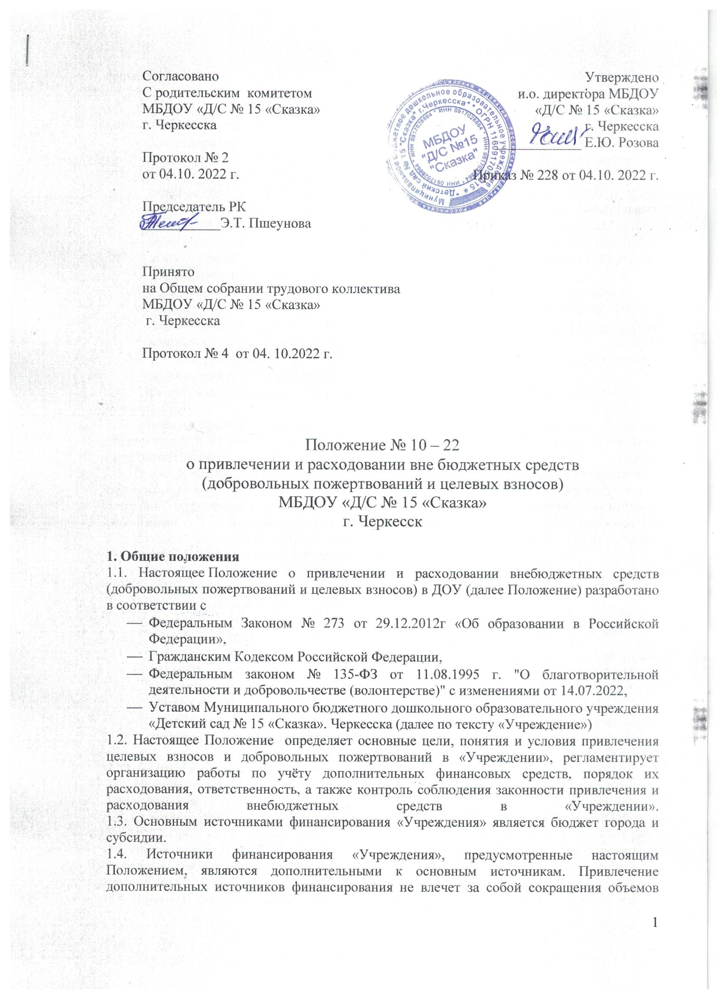 Согласовано
С родительским  комитетом
МБДОУ «Д/С № 15 «Сказка»
г. Черкесска
Протокол № 2
от 04.10. 2022 г.
Председатель РК
Э.Т. Пшеунова
Утверждено
и.о. директора МБДОУ
«Д/С № 15 «Сказка»
г. Черкесска
Е.Ю. Розова
Приказ № 228 от 04.10. 2022 г.
МБДОУ
"Д/С №15
"Сказка"
Принято
на Общем собрании трудового коллектива
МБДОУ «Д/С № 15 «Сказка»
г. Черкесска
Протокол № 4  от 04. 10.2022 г.
Положение № 10 – 22
о привлечении и расходовании вне бюджетных средств
(добровольных пожертвований и целевых взносов)
МБДОУ «Д/С № 15 «Сказка»
г. Черкесск
1. Общие положения
1.1. Настоящее Положение о привлечении и расходовании внебюджетных средств
(добровольных пожертвований и целевых взносов) в ДОУ (далее Положение) разработано
в соответствии с
— Федеральным Законом № 273 от 29.12.2012г «Об образовании в Российской
Федерации»,
— Гражданским Кодексом Российской Федерации,
— Федеральным законом № 135-ФЗ от 11.08.1995 г. "О благотворительной
деятельности и добровольчестве (волонтерстве)" с изменениями от 14.07.2022,
— Уставом Муниципального бюджетного дошкольного образовательного учреждения
«Детский сад № 15 «Сказка». Черкесска (далее по тексту «Учреждение»)
1.2. Настоящее Положение  определяет основные цели, понятия и условия привлечения
целевых взносов и добровольных пожертвований в «Учреждении», регламентирует
организацию работы по учёту дополнительных финансовых средств, порядок их
расходования, ответственность, а также контроль соблюдения законности привлечения и
расходования внебюджетных средств в «Учреждении».
1.3. Основным источниками финансирования «Учреждения» является бюджет города и
субсидии.
1.4. Источники финансирования «Учреждения», предусмотренные настоящим
Положением, являются дополнительными к основным источникам. Привлечение
дополнительных источников финансирования не влечет за собой сокращения объемов
1